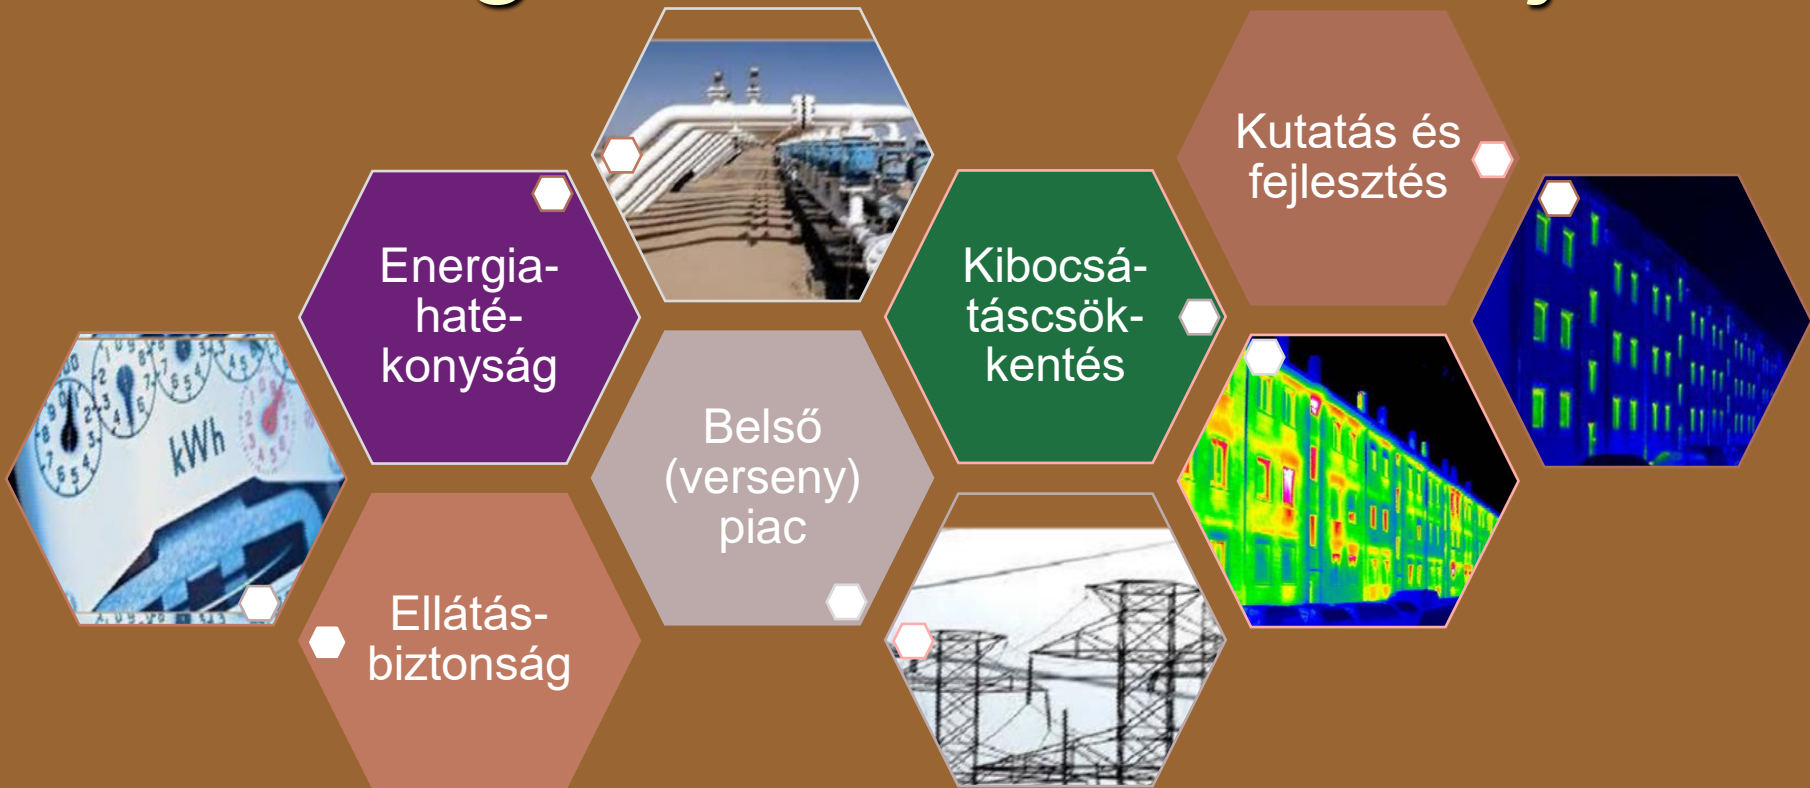 Energia-
haté-
konyság
Kutatás és
fejlesztés
Kibocsá-
táscsök-
kentés
Belső
(verseny)
piac
Ellátás-
biztonság
kWh